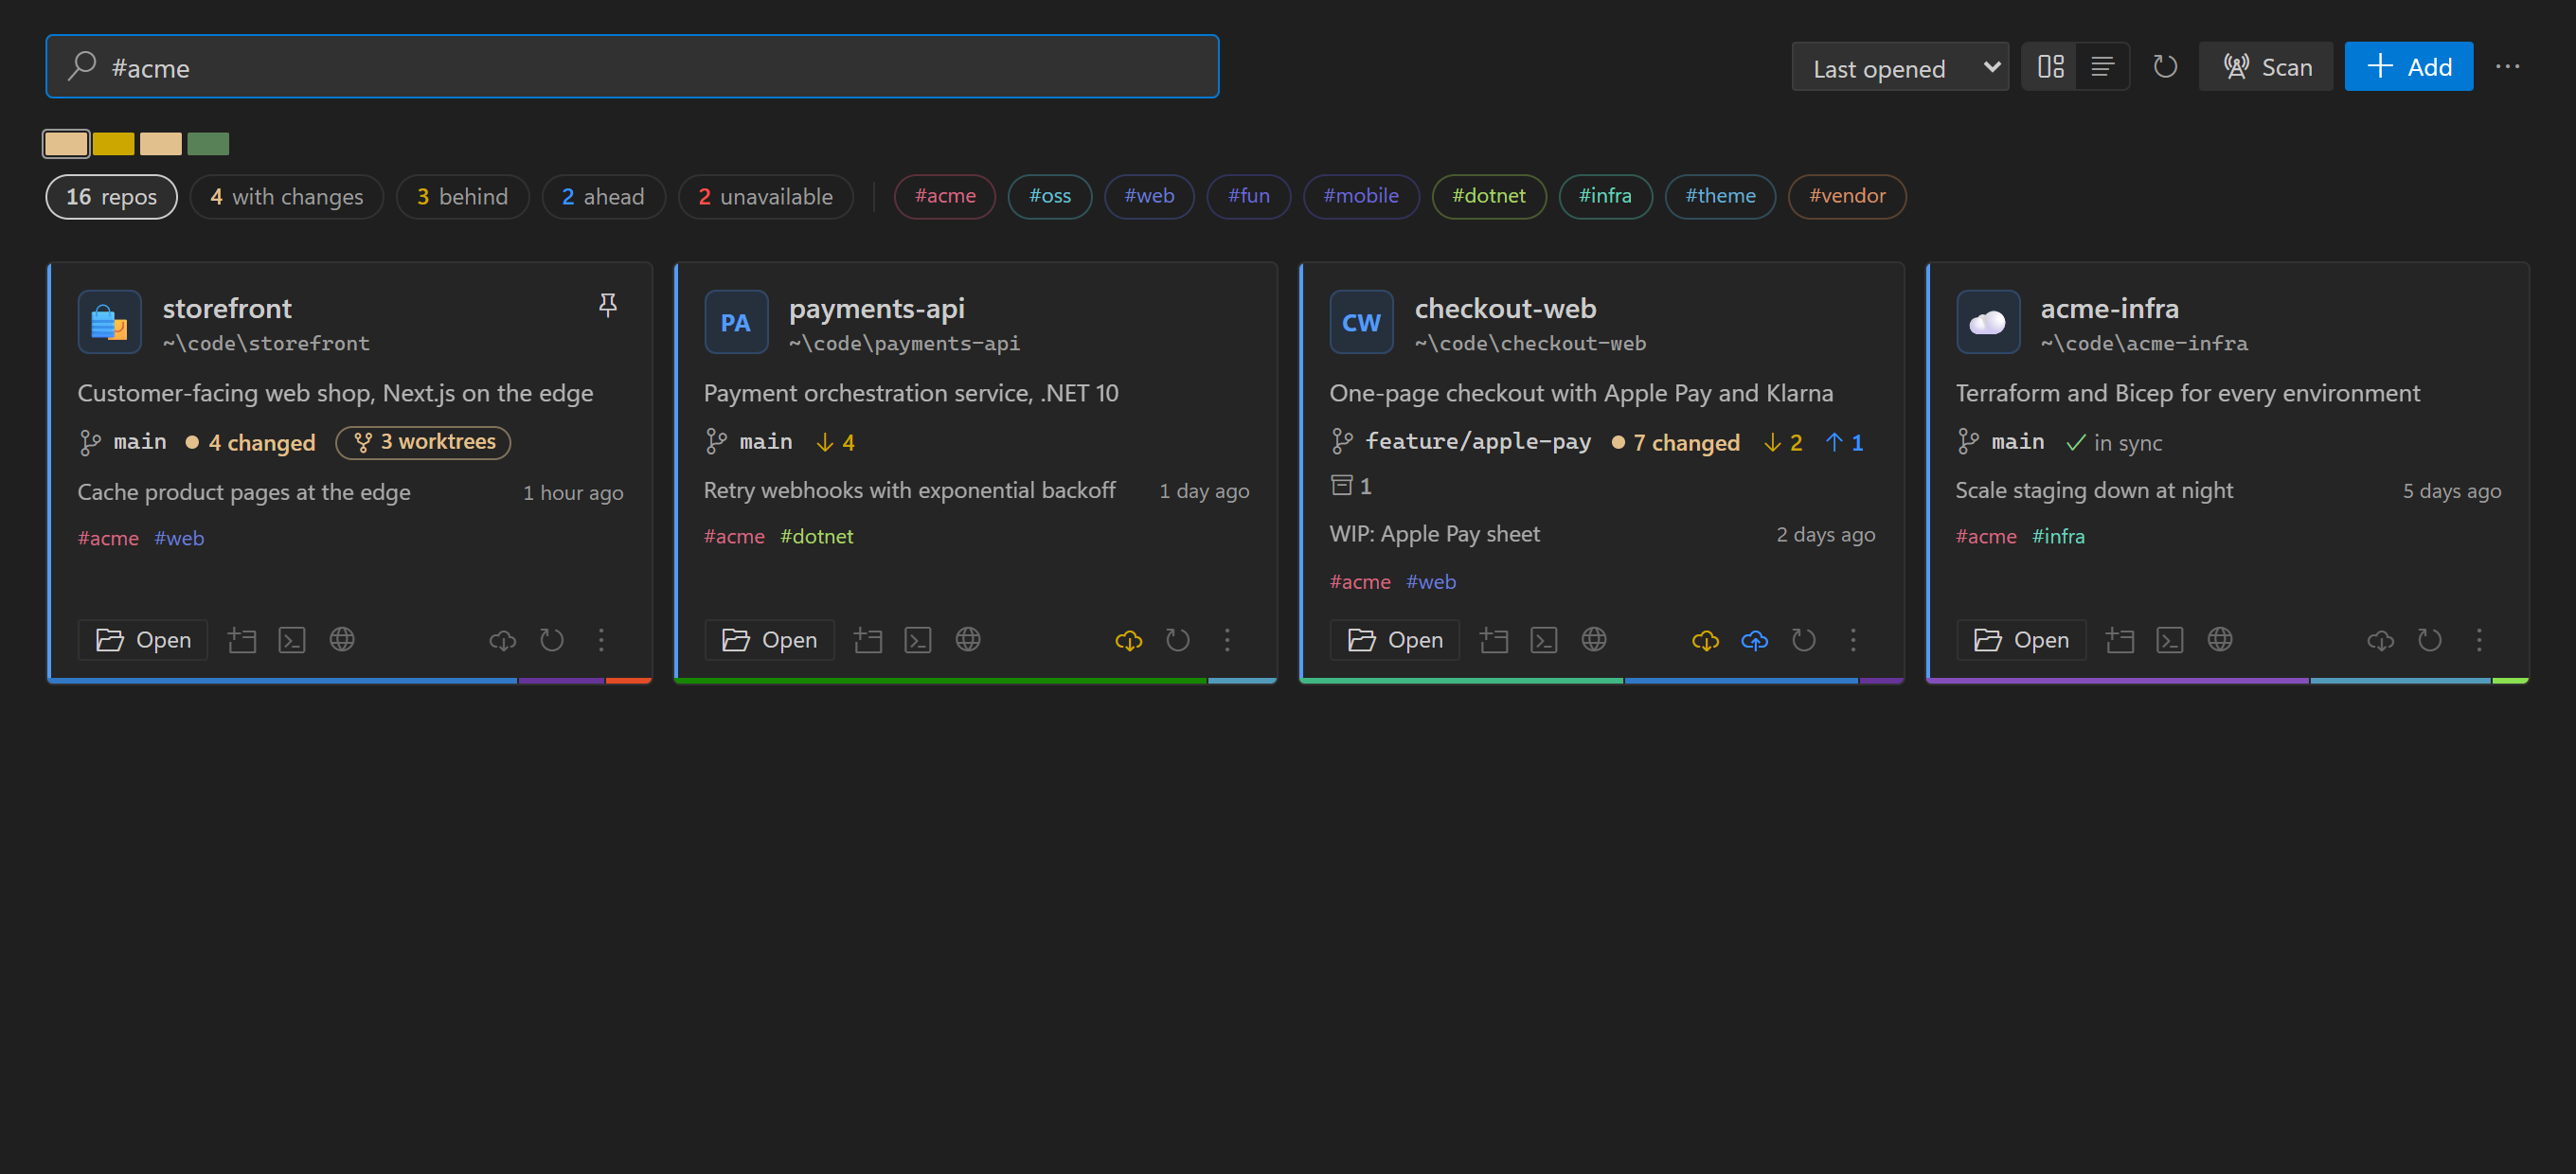 #acme
Last opened
Scan
Add
16 repos
4 with changes
3 behind
2 ahead
2 unavailable
#acme
#oss
#web
#fun
#mobile
#dotnet
#infra
#theme
#vendor
storefront
~\code\storefront
Customer-facing web shop, Next.js on the edge
main 4 changed 3 worktrees
Cache product pages at the edge 1 hour ago
#acme #web
Open
PA
payments-api
~\code\payments-api
Payment orchestration service, .NET 10
main ↓ 4
Retry webhooks with exponential backoff 1 day ago
#acme #dotnet
Open
CW
checkout-web
~\code\checkout-web
One-page checkout with Apple Pay and Klarna
feature/apple-pay 7 changed ↓ 2 ↑ 1
1
WIP: Apple Pay sheet 2 days ago
#acme #web
Open
acme-infra
~\code\acme-infra
Terraform and Bicep for every environment
main ✓ in sync
Scale staging down at night 5 days ago
#acme #infra
Open